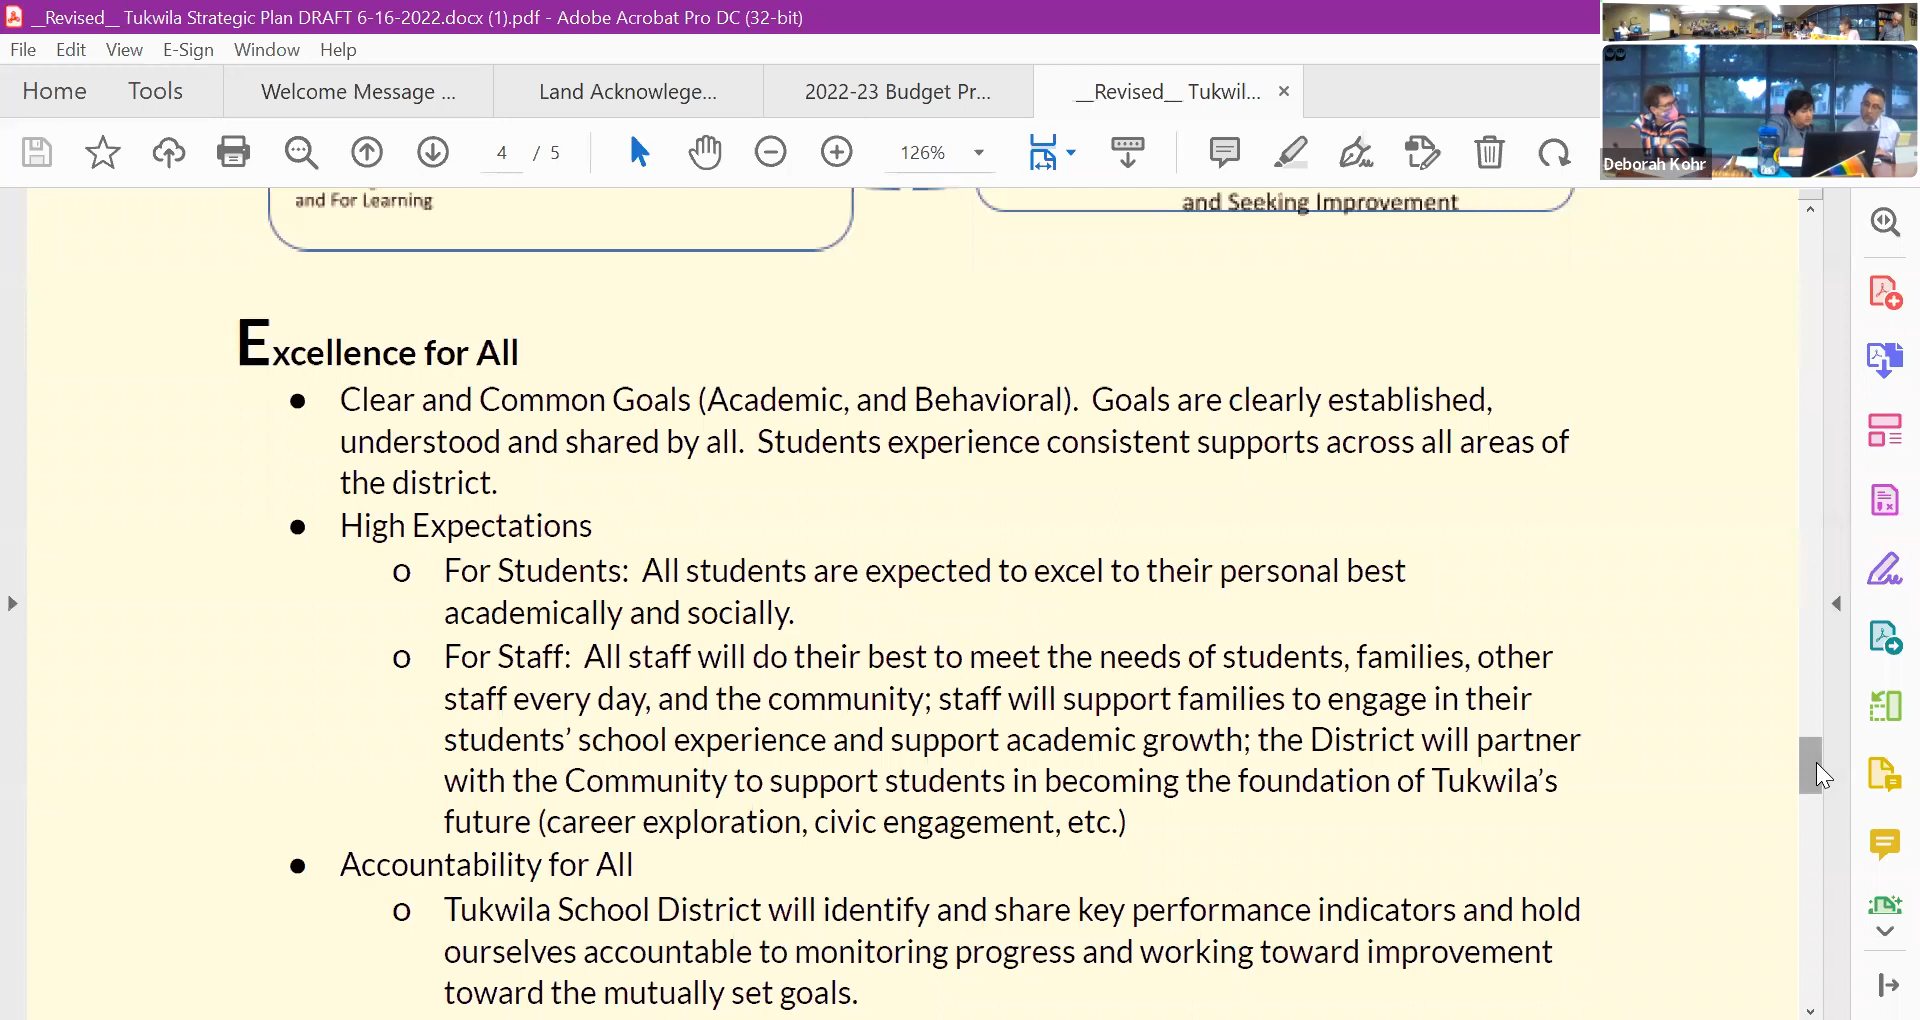 __Revised__ Tukwila Strategic Plan DRAFT 6-16-2022.docx (1).pdf - Adobe Acrobat Pro DC (32-bit)
File Edit View E-Sign Window Help
Home Tools Welcome Message ... Land Acknowlege... 2022-23 Budget Pr... __Revised__ Tukwil... ×
4 / 5 126%
Deborah Kohr
and For Learning
and Seeking Improvement
Excellence for All
● Clear and Common Goals (Academic, and Behavioral).  Goals are clearly established,
understood and shared by all.  Students experience consistent supports across all areas of
the district.
● High Expectations
o For Students:  All students are expected to excel to their personal best
academically and socially.
o For Staff:  All staff will do their best to meet the needs of students, families, other
staff every day, and the community; staff will support families to engage in their
students’ school experience and support academic growth; the District will partner
with the Community to support students in becoming the foundation of Tukwila’s
future (career exploration, civic engagement, etc.)
● Accountability for All
o Tukwila School District will identify and share key performance indicators and hold
ourselves accountable to monitoring progress and working toward improvement
toward the mutually set goals.